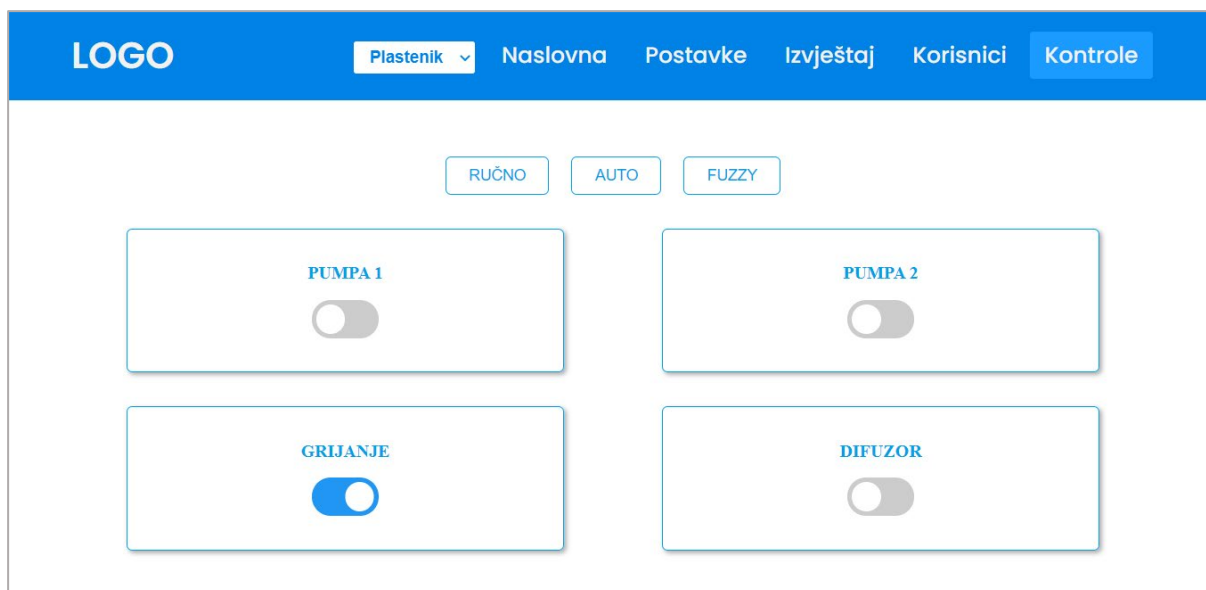 LOGO Plastenik Naslovna Postavke Izvještaj Korisnici Kontrole
RUČNO AUTO FUZZY
PUMPA 1 PUMPA 2
GRIJANJE DIFUZOR